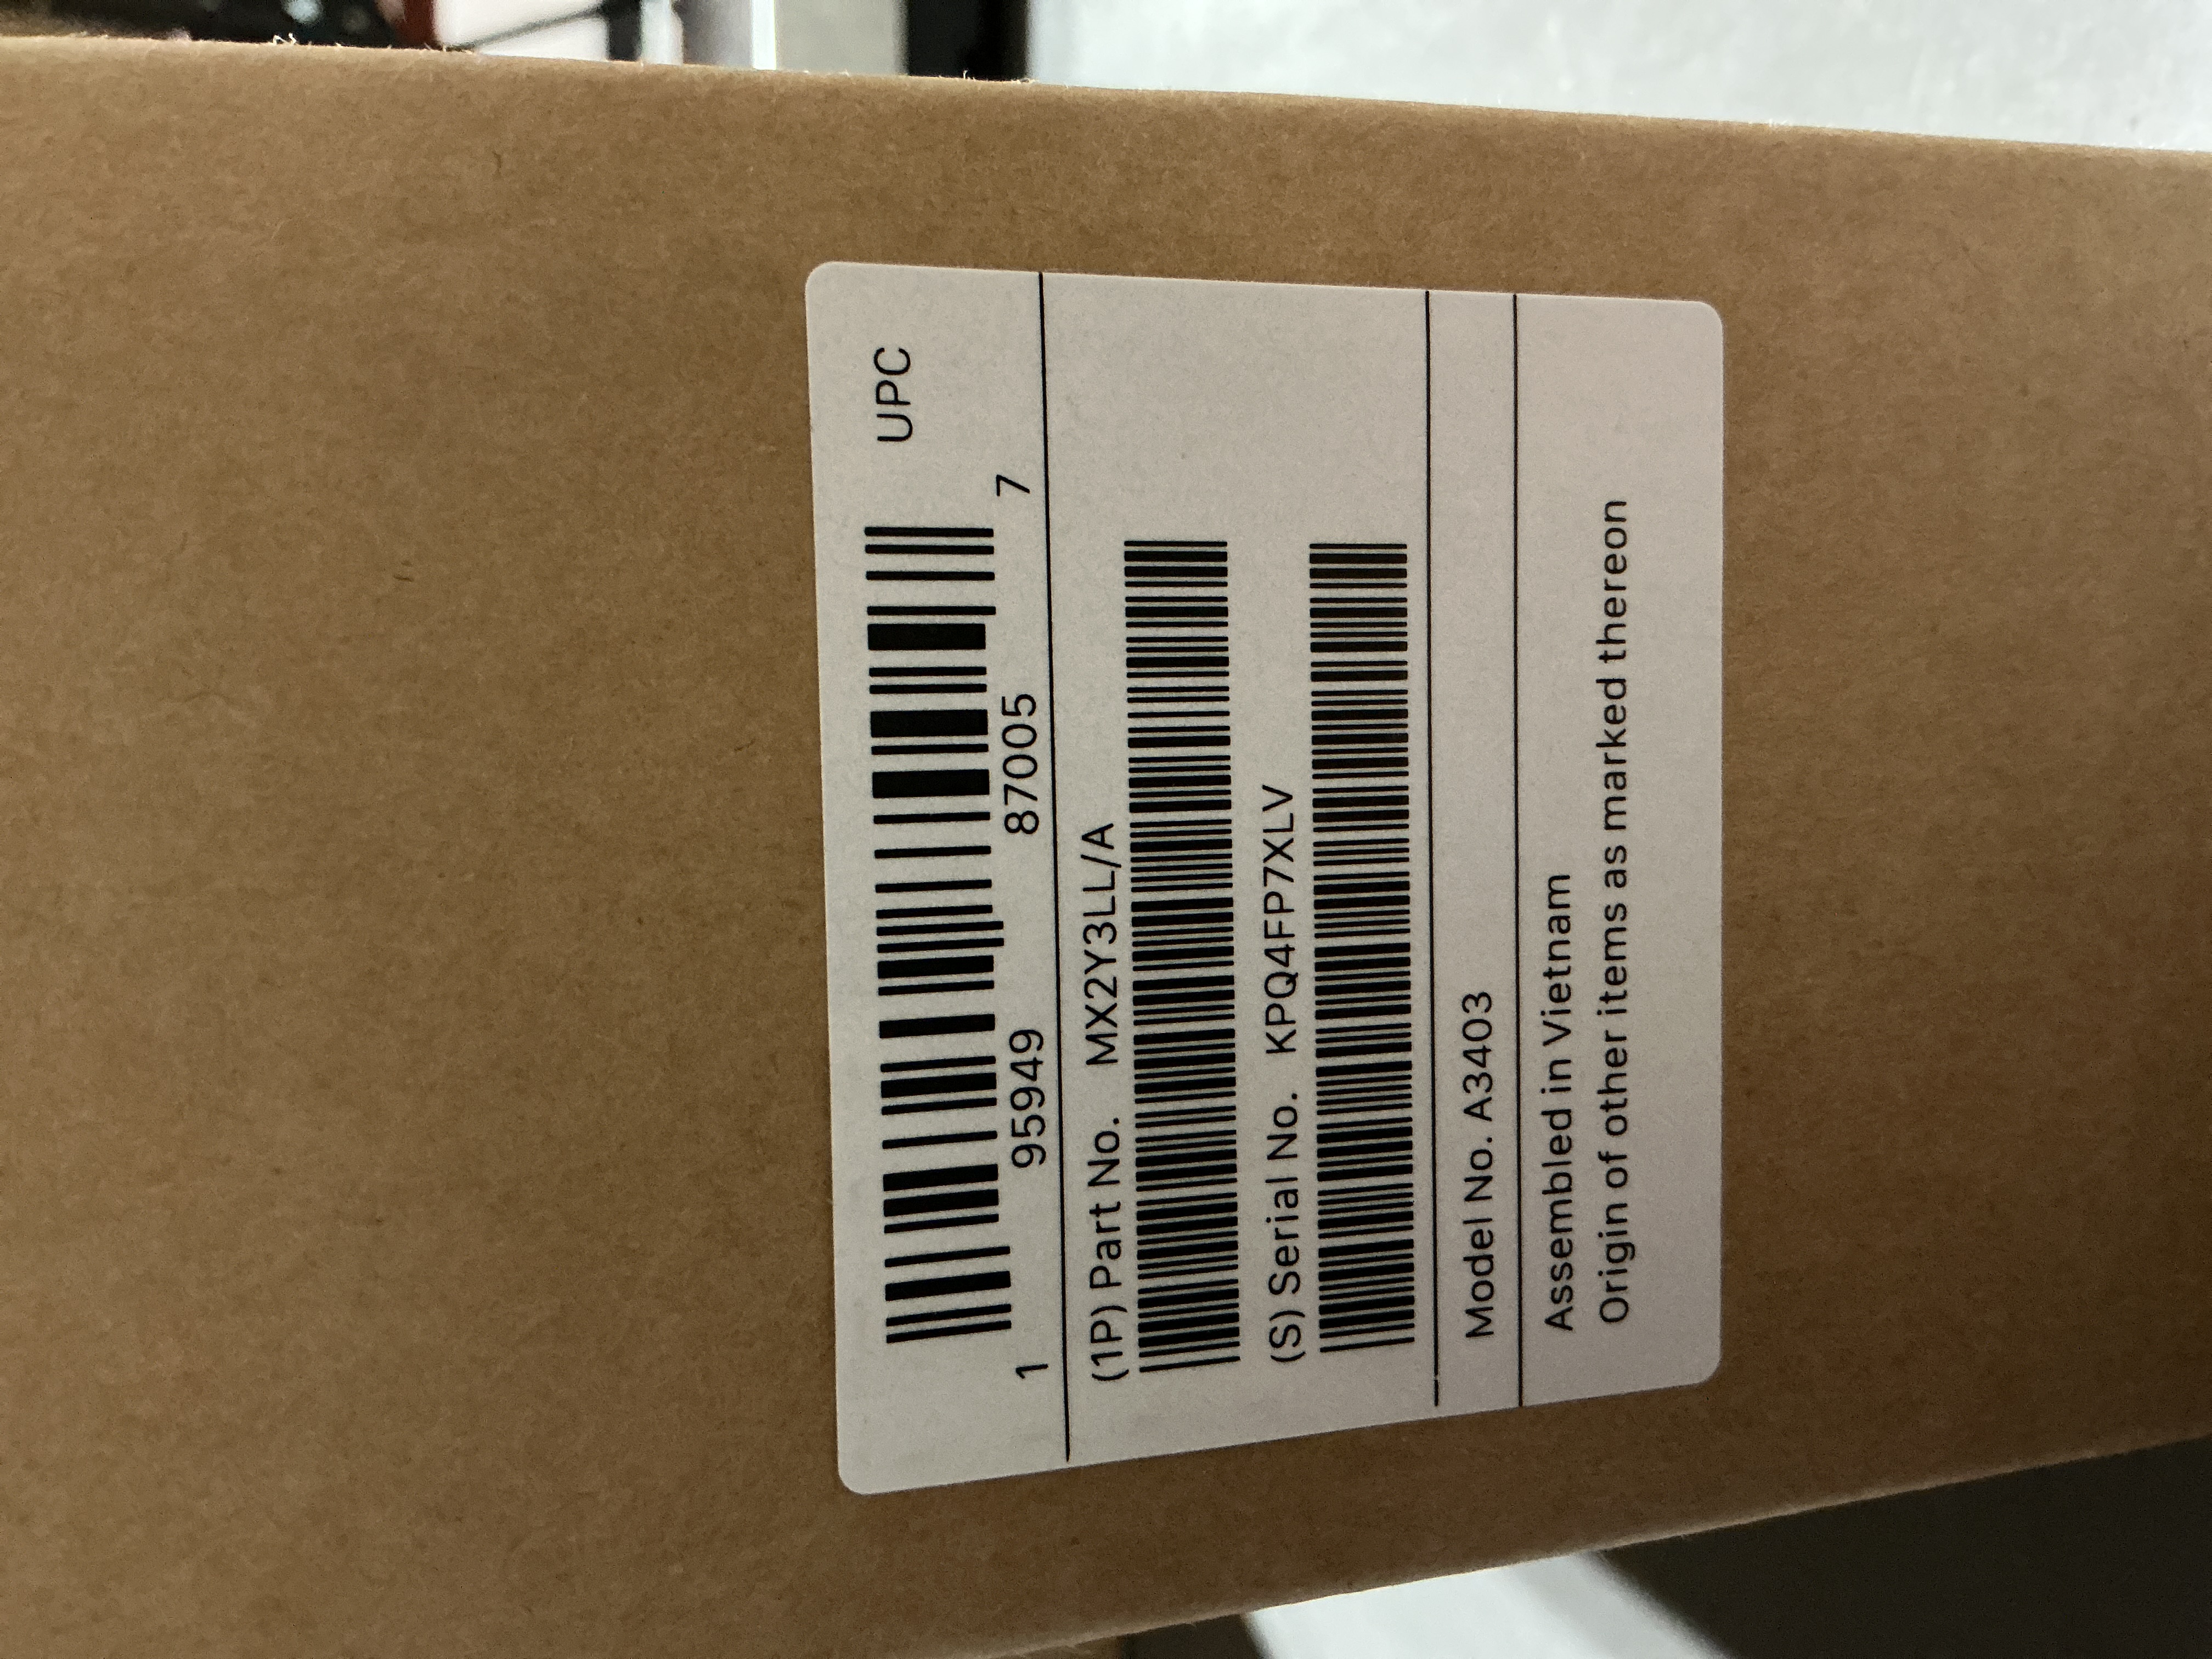 UPC
1 95949 87005 7
(1P) Part No. MX2Y3LL/A
(S) Serial No. KPQ4FP7XLV
Model No. A3403
Assembled in Vietnam
Origin of other items as marked thereon